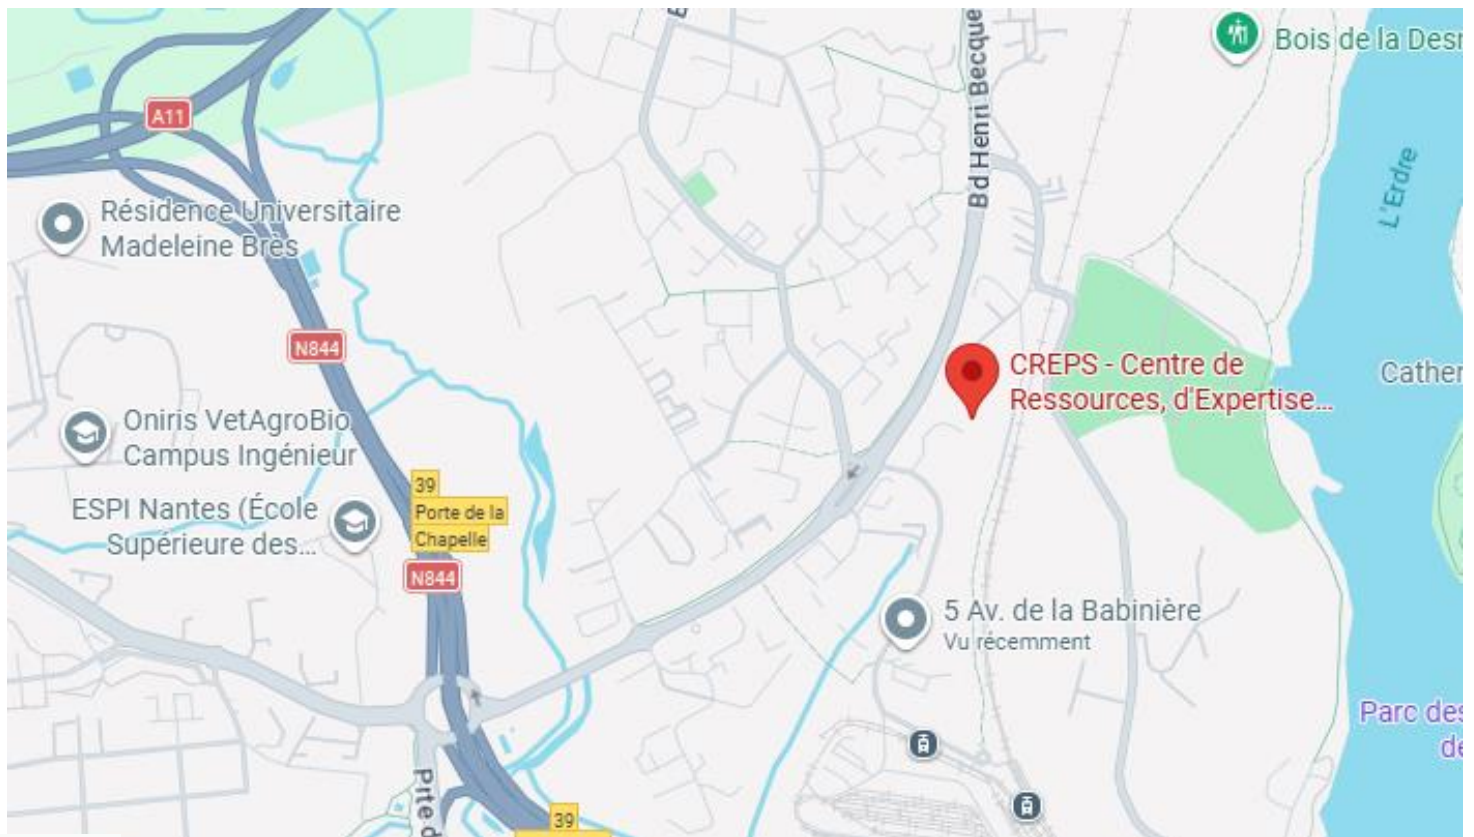 Bois de la Desr
A11
Bd Henri Becque
L'Erdre
Résidence Universitaire
Madeleine Brès
N844
CREPS - Centre de
Ressources, d'Expertise...
Cather
Oniris VetAgroBio,
Campus Ingénieur
39
Porte de la
Chapelle
ESPI Nantes (École
Supérieure des...
N844
5 Av. de la Babinière
Vu récemment
Parc des
de
Prte d
39